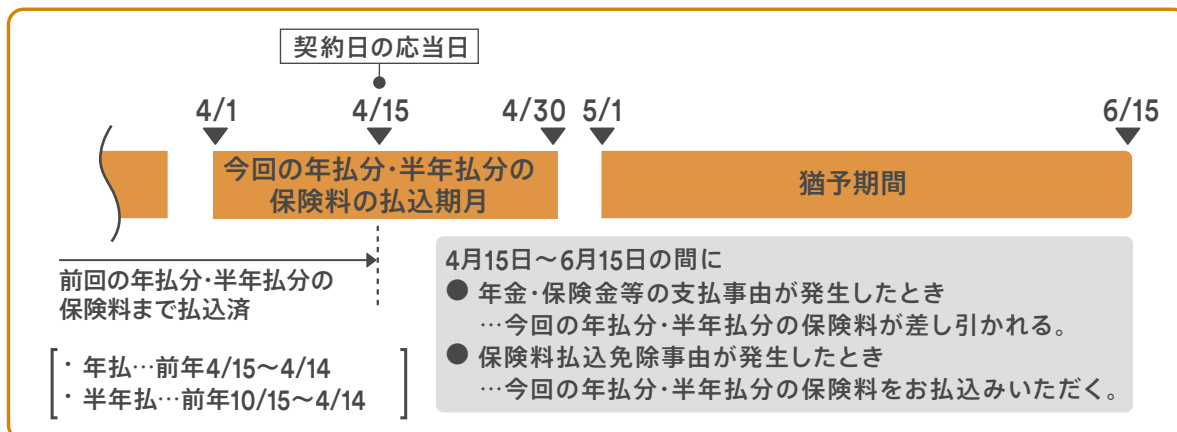 契約日の応当日
4/1
4/15
4/30
5/1
6/15
今回の年払分・半年払分の
保険料の払込期月
猶予期間
前回の年払分・半年払分の
保険料まで払込済
・ 年払…前年4/15～4/14
・ 半年払…前年10/15～4/14
4月15日～6月15日の間に
● 年金・保険金等の支払事由が発生したとき
…今回の年払分・半年払分の保険料が差し引かれる。
● 保険料払込免除事由が発生したとき
…今回の年払分・半年払分の保険料をお払込みいただく。